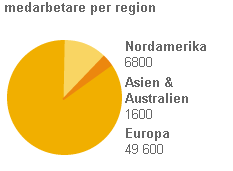 medarbetare per region
Nordamerika
6800
Asien &
Australien
1600
Europa
49 600